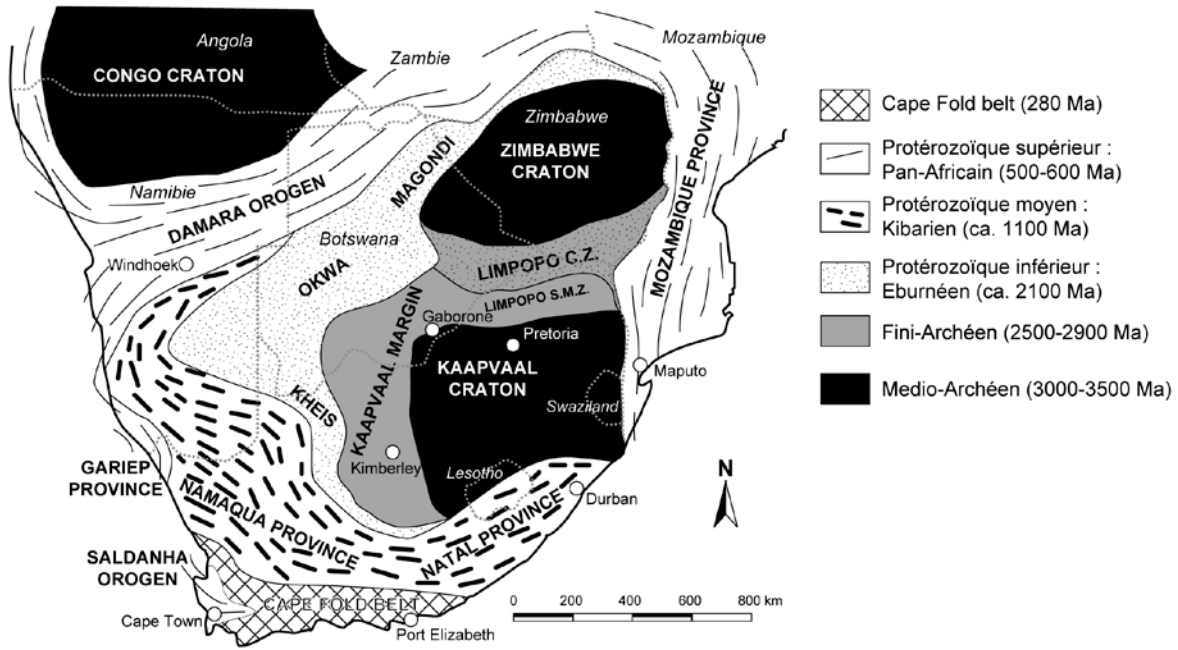 Angola
CONGO CRATON
Zambie
Mozambique
Zimbabwe
ZIMBABWE
CRATON
MAGONDI
MOZAMBIQUE PROVINCE
Namibie
DAMARA OROGEN
Botswana
Windhoek
OKWA
LIMPOPO C.Z.
LIMPOPO S.M.Z.
Gaborone
Pretoria
KAAPVAAL MARGIN
KAAPVAAL
CRATON
Maputo
KHEIS
Swaziland
Kimberley
Lesotho
GARIEP
PROVINCE
NAMAQUA PROVINCE
NATAL PROVINCE
Durban
SALDANHA
OROGEN
CAPE FOLD BELT
Cape Town
Port Elizabeth
N
0 200 400 600 800 km
Cape Fold belt (280 Ma)
Protérozoïque supérieur :
Pan-Africain (500-600 Ma)
Protérozoïque moyen :
Kibarien (ca. 1100 Ma)
Protérozoïque inférieur :
Eburnéen (ca. 2100 Ma)
Fini-Archéen (2500-2900 Ma)
Medio-Archéen (3000-3500 Ma)